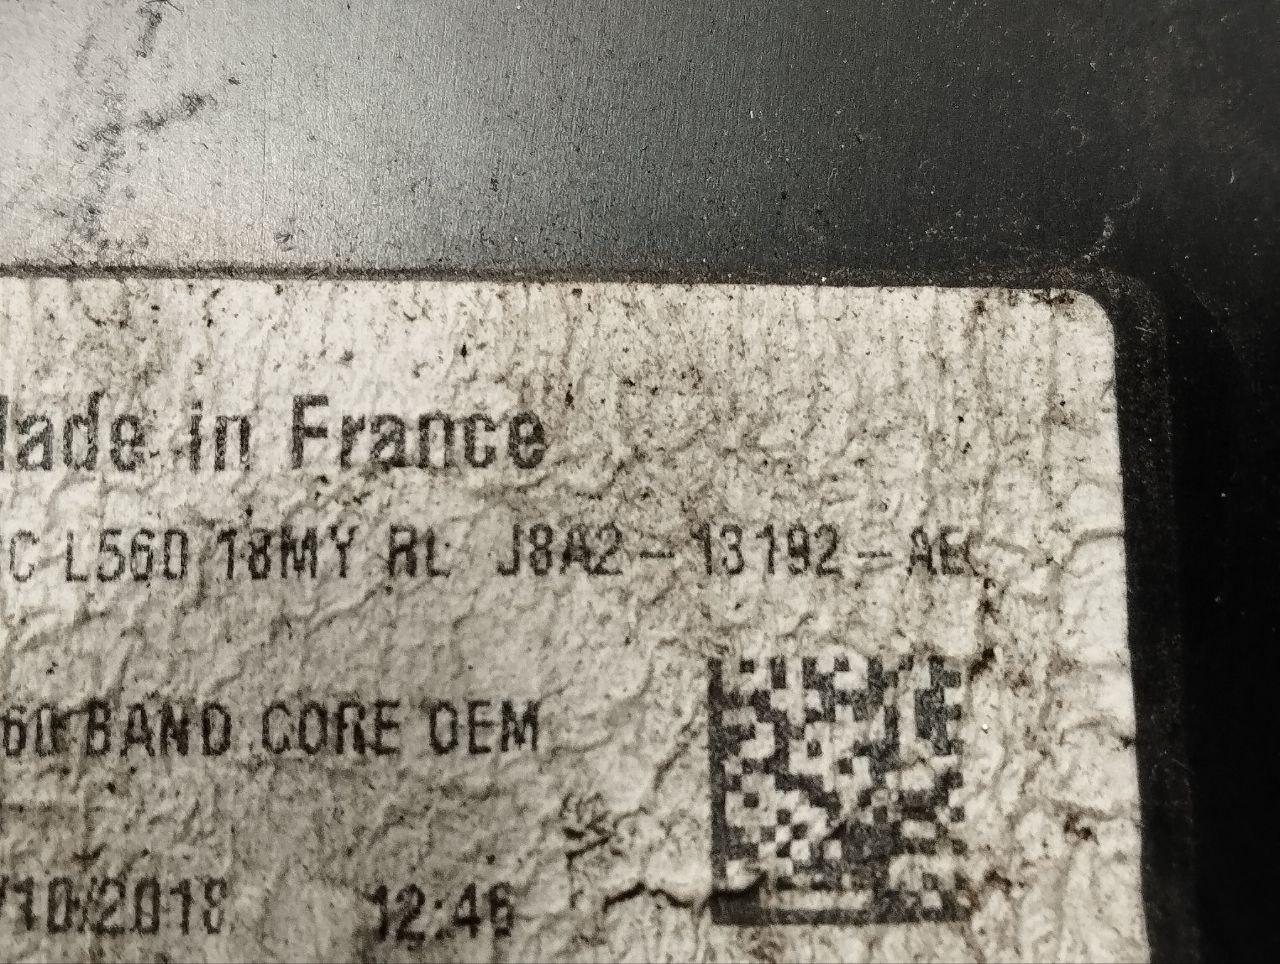 Made in France
C L560 18MY RL J8A2-13192-AE
60 BAND CORE OEM
/10/2018 12:46